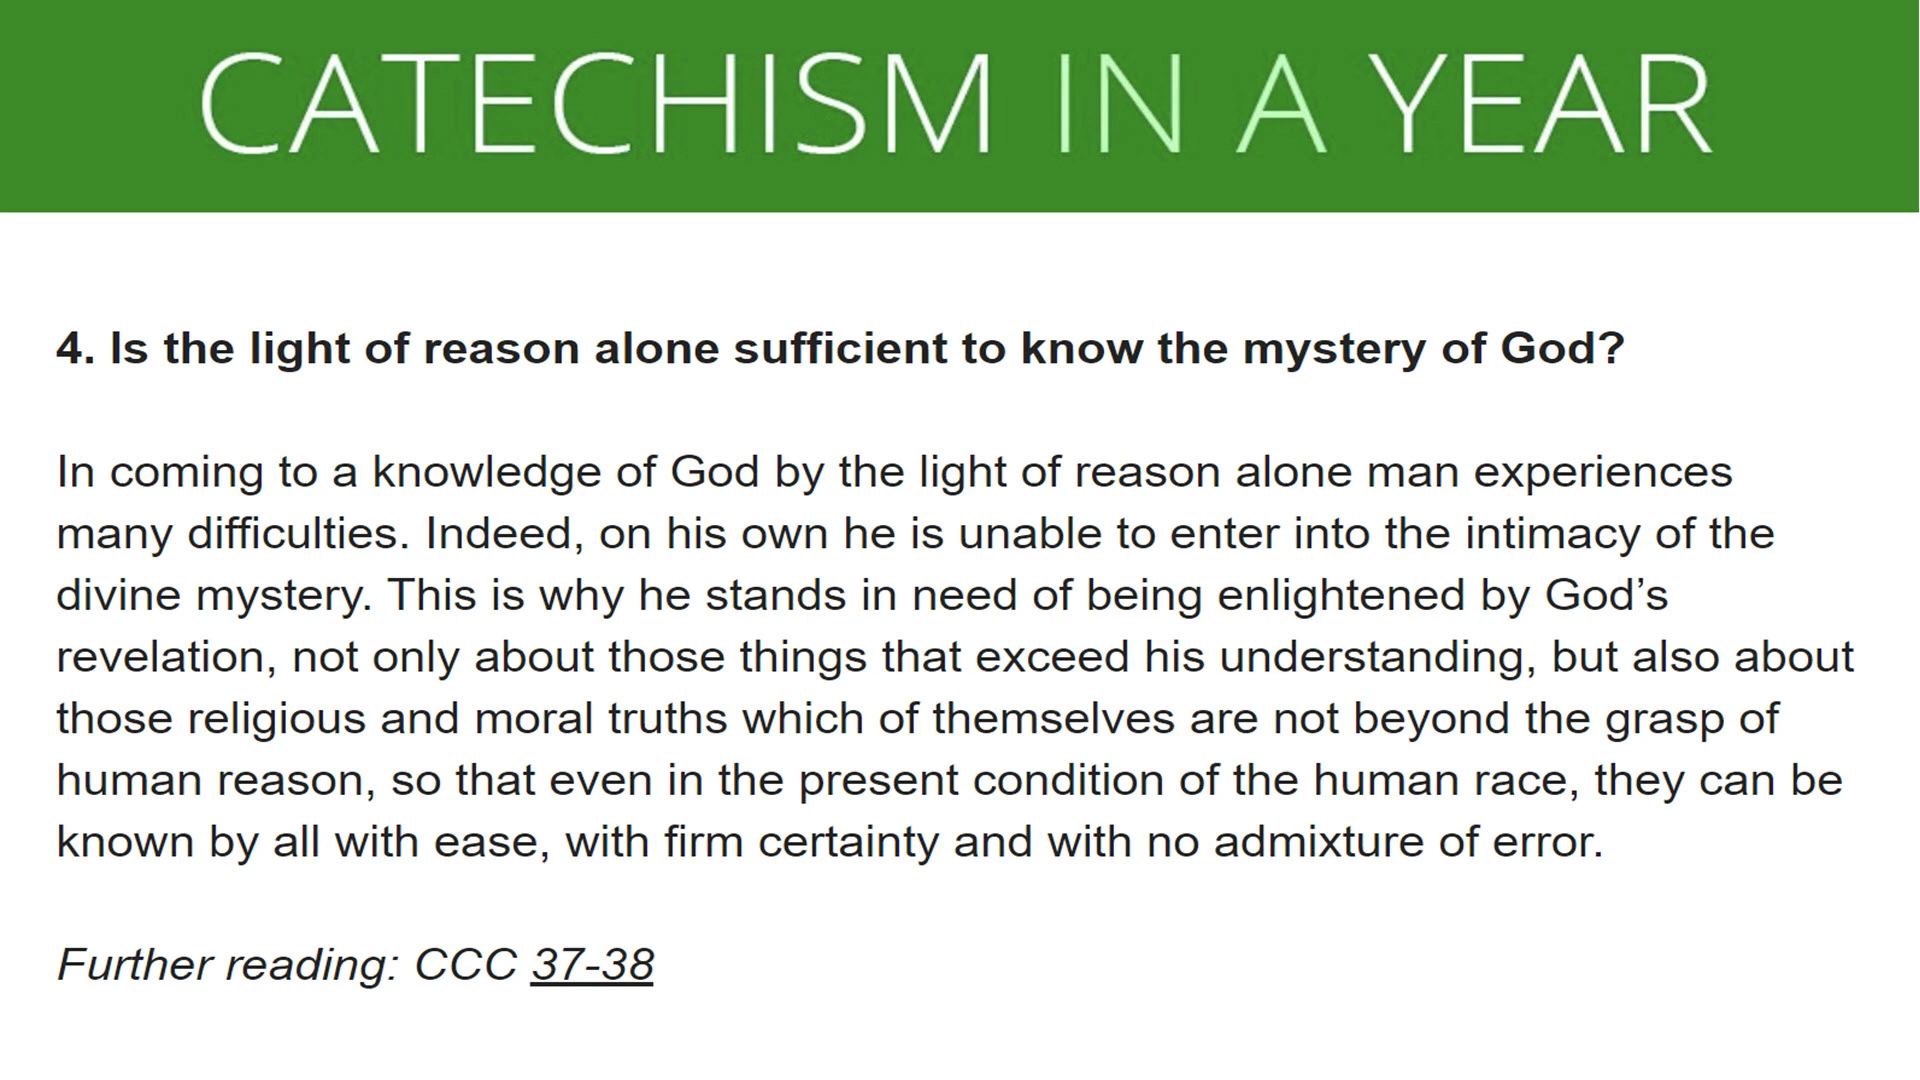 CATECHISM IN A YEAR
4. Is the light of reason alone sufficient to know the mystery of God?
In coming to a knowledge of God by the light of reason alone man experiences
many difficulties. Indeed, on his own he is unable to enter into the intimacy of the
divine mystery. This is why he stands in need of being enlightened by God’s
revelation, not only about those things that exceed his understanding, but also about
those religious and moral truths which of themselves are not beyond the grasp of
human reason, so that even in the present condition of the human race, they can be
known by all with ease, with firm certainty and with no admixture of error.
Further reading: CCC 37-38